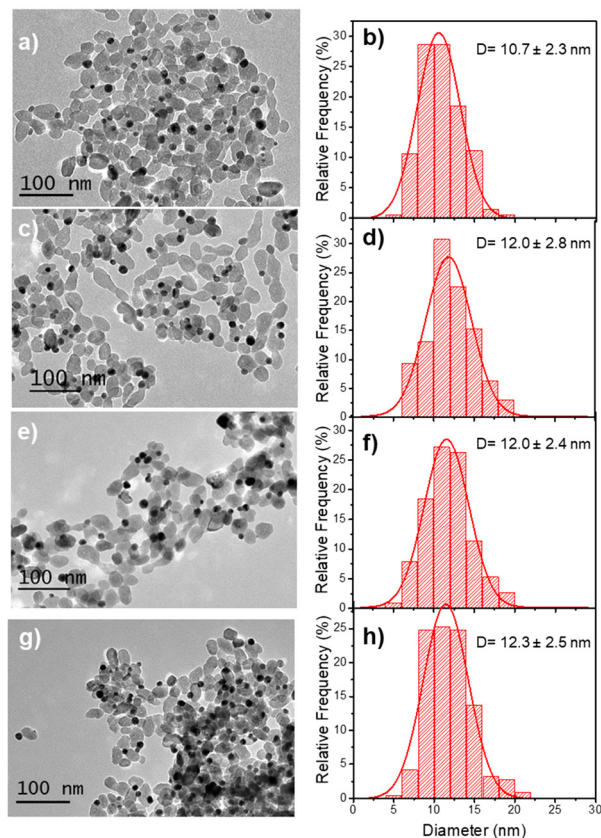 a)
100 nm
b)
D= 10.7 ± 2.3 nm
Relative Frequency (%)
30
25
20
15
10
5
0
c)
100 nm
d)
D= 12.0 ± 2.8 nm
Relative Frequency (%)
30
25
20
15
10
5
0
e)
100 nm
f)
D= 12.0 ± 2.4 nm
Relative Frequency (%)
30
25
20
15
10
5
0
g)
100 nm
h)
D= 12.3 ± 2.5 nm
Relative Frequency (%)
25
20
15
10
5
0
0 5 10 15 20 25 30
Diameter (nm)